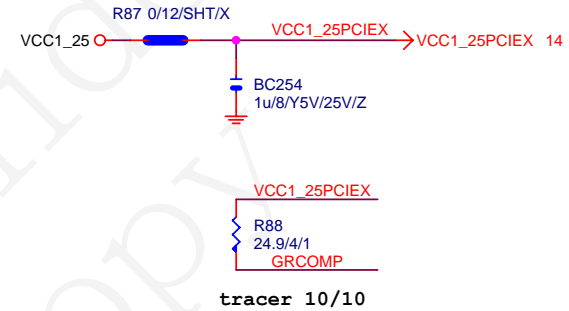 R87 0/12/SHT/X
VCC1_25
VCC1_25PCIEX
VCC1_25PCIEX 14
BC254
1u/8/Y5V/25V/Z
VCC1_25PCIEX
R88
24.9/4/1
GRCOMP
tracer 10/10